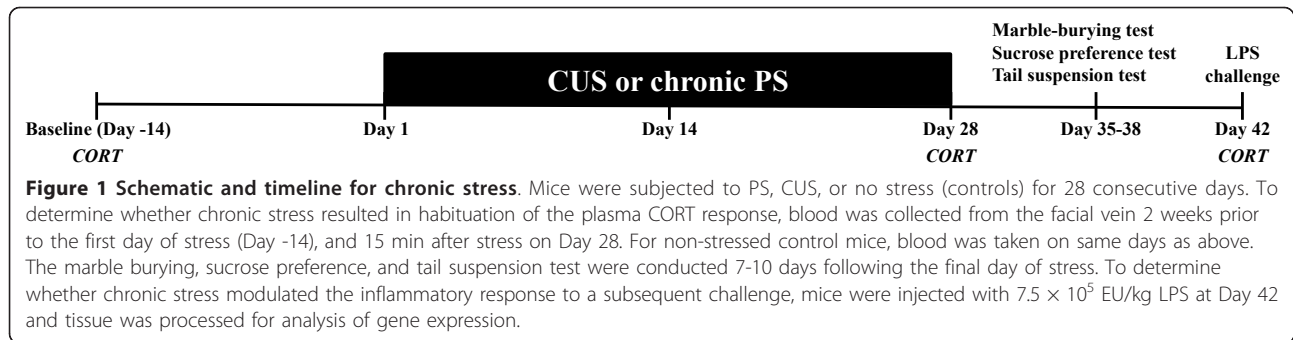 Marble-burying test
Sucrose preference test
Tail suspension test
LPS
challenge
CUS or chronic PS
Baseline (Day -14)
CORT
Day 1
Day 14
Day 28
CORT
Day 35-38
Day 42
CORT
Figure 1 Schematic and timeline for chronic stress. Mice were subjected to PS, CUS, or no stress (controls) for 28 consecutive days. To
determine whether chronic stress resulted in habituation of the plasma CORT response, blood was collected from the facial vein 2 weeks prior
to the first day of stress (Day -14), and 15 min after stress on Day 28. For non-stressed control mice, blood was taken on same days as above.
The marble burying, sucrose preference, and tail suspension test were conducted 7-10 days following the final day of stress. To determine
whether chronic stress modulated the inflammatory response to a subsequent challenge, mice were injected with 7.5 × 10⁵ EU/kg LPS at Day 42
and tissue was processed for analysis of gene expression.